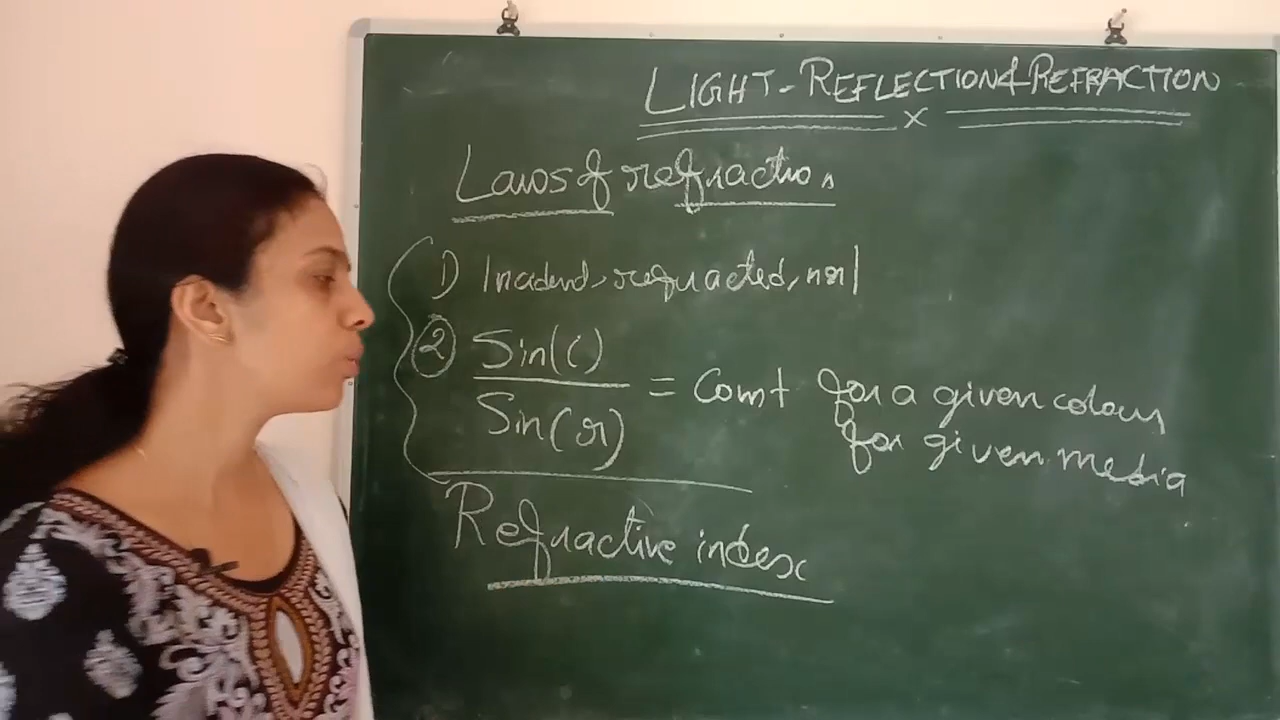 LIGHT-REFLECTION & REFRACTION
x
Laws of refraction
1) Incident, refracted, nrl
2 Sin(i)
Sin(r)
= Const for a given colour
for given media
Refractive index